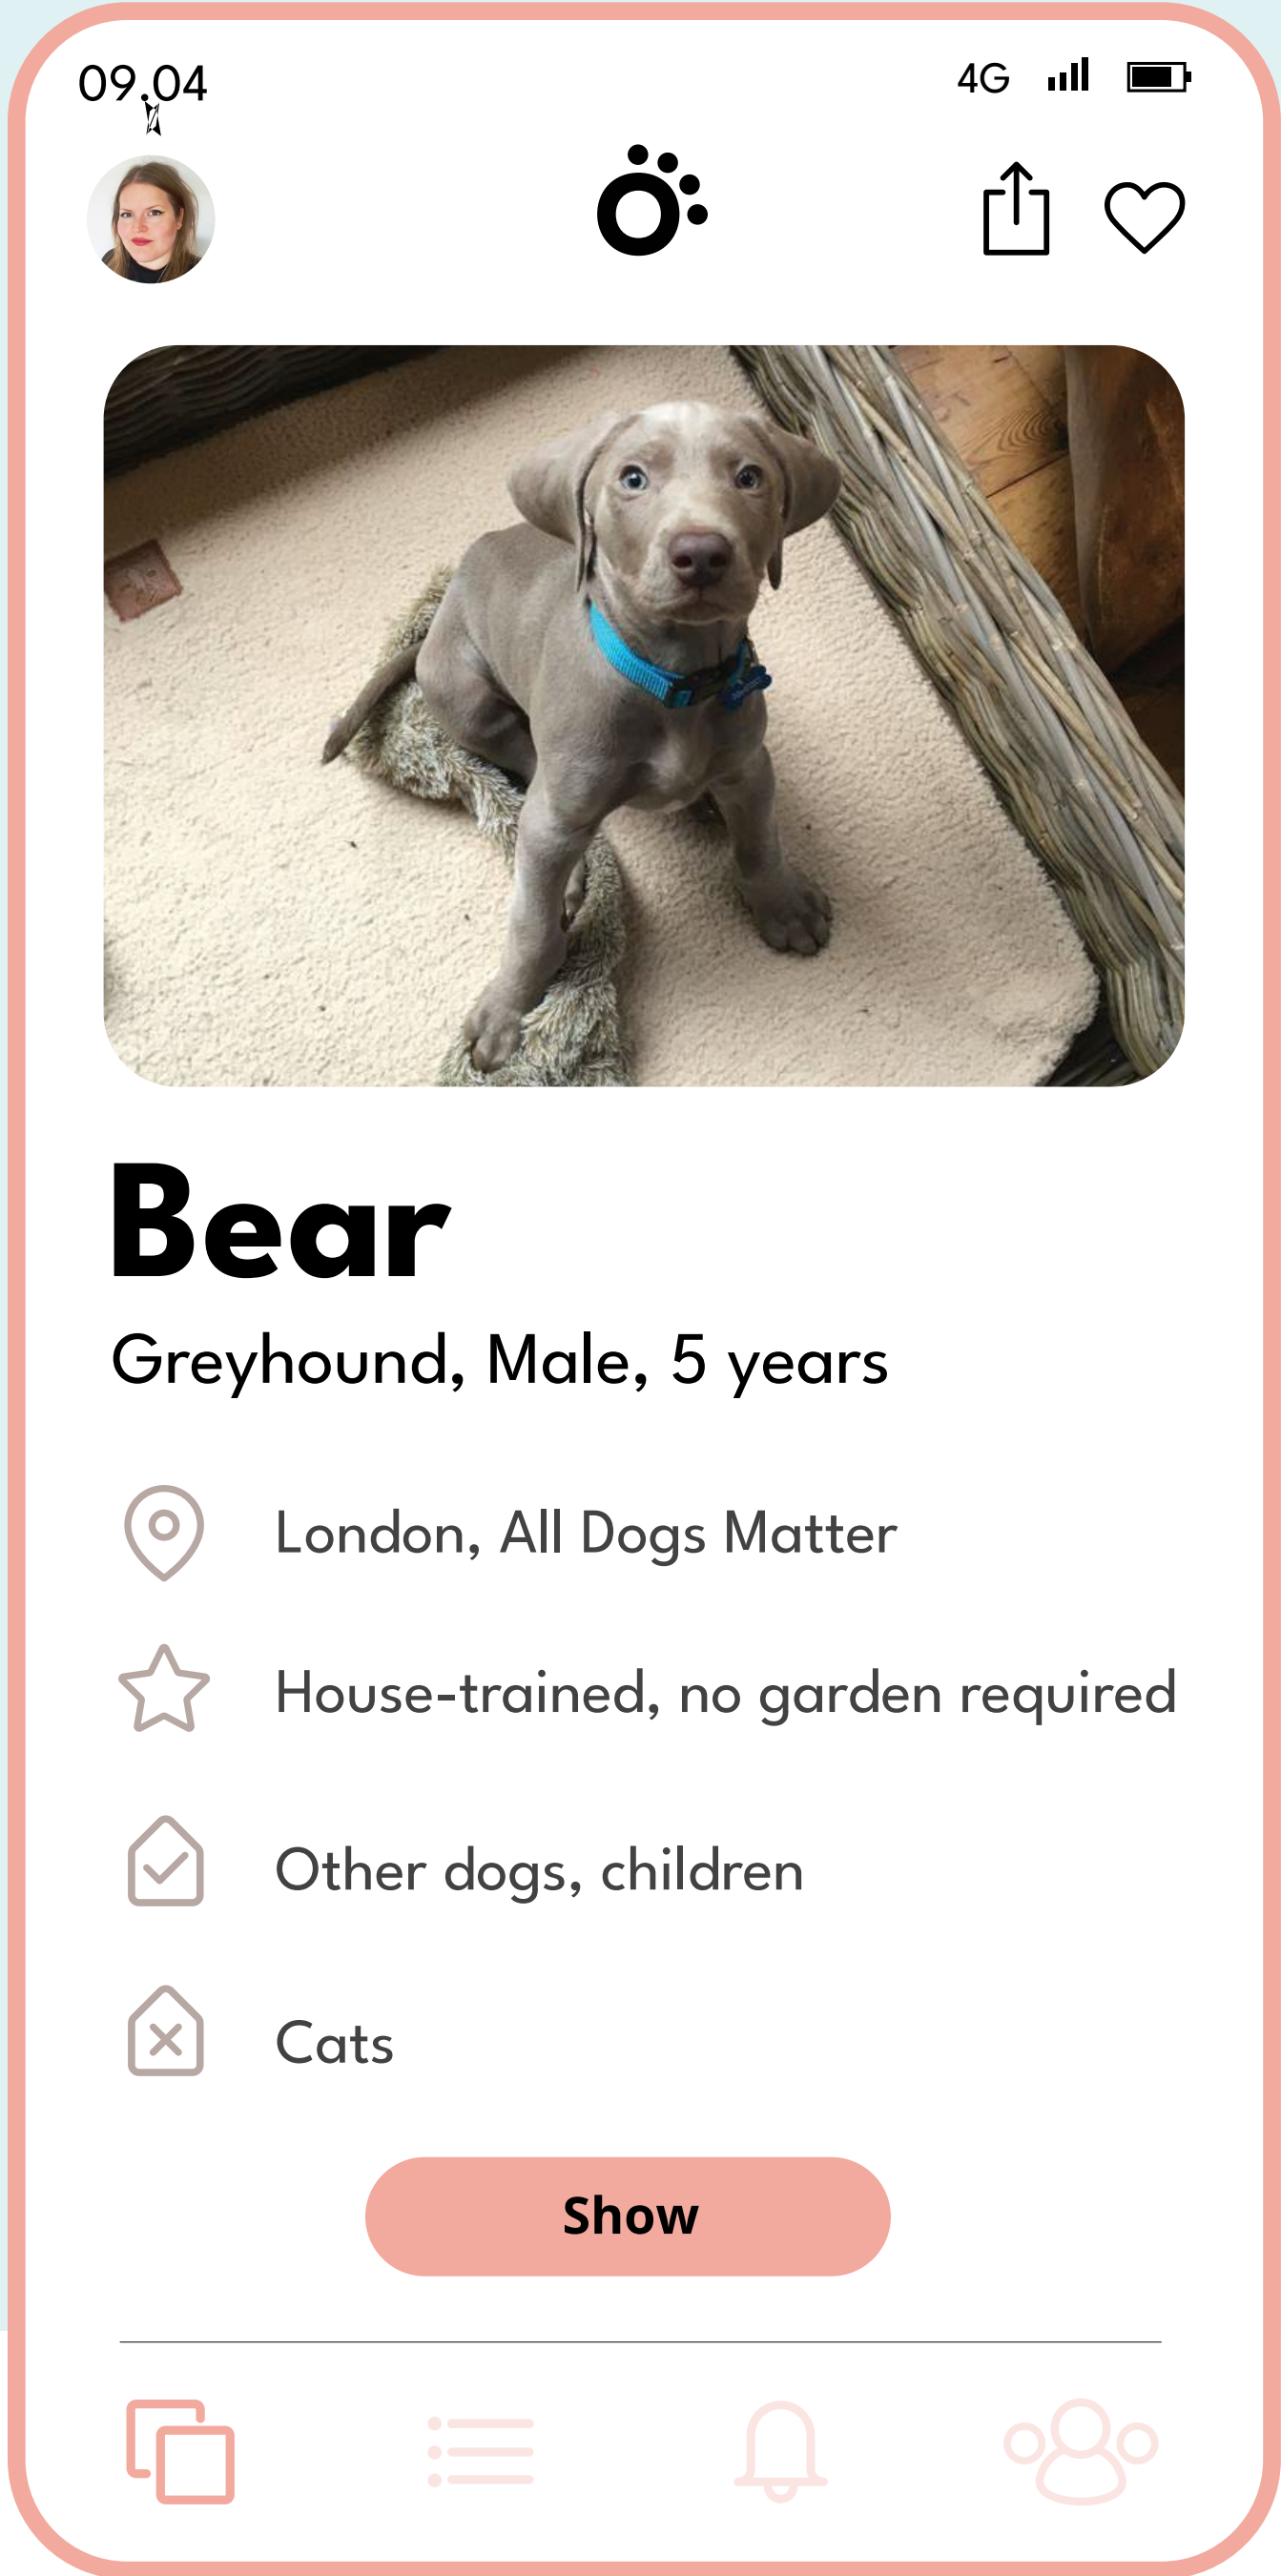 09.04
4G
Bear
Greyhound, Male, 5 years
London, All Dogs Matter
House-trained, no garden required
Other dogs, children
Cats
Show